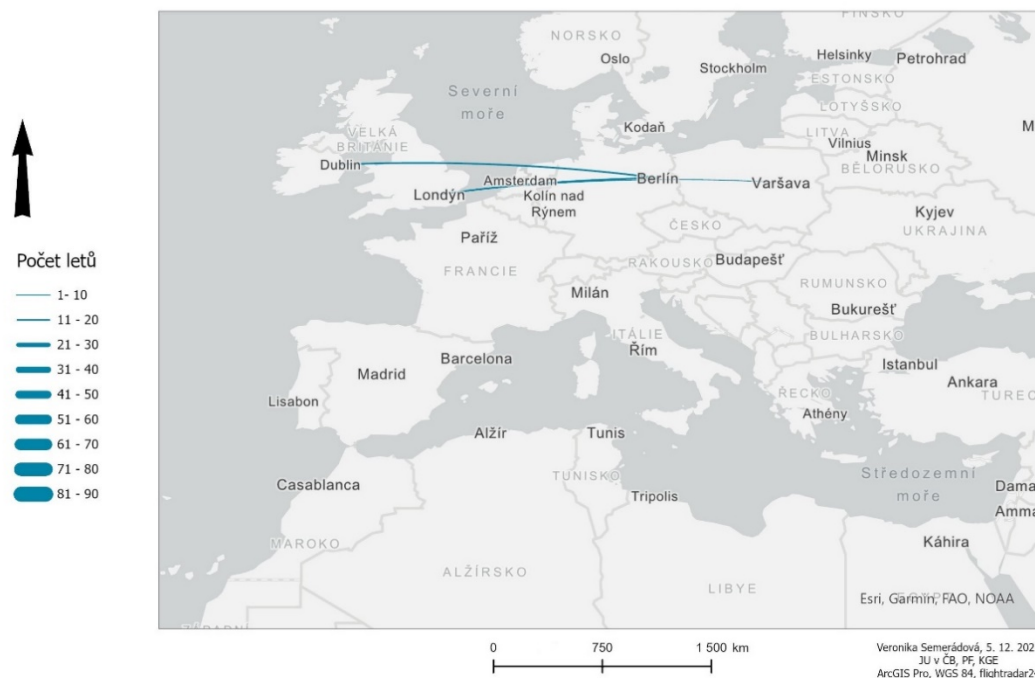 FINSKO
NORSKO
Oslo
Helsinky
Petrohrad
Stockholm
ESTONSKO
Severní
moře
LOTYŠSKO
Kodaň
M
VELKÁ
BRITÁNIE
LITVA
Vilnius
Minsk
Dublin
BĚLORUSKO
Amsterdam
Berlín
Varšava
Londýn
Kolín nad
Rýnem
Kyjev
UKRAJINA
Počet letů
Paříž
ČESKO
RAKOUSKO
Budapešť
FRANCIE
1- 10
Milán
RUMUNSKO
11 - 20
Bukurešť
ITÁLIE
BULHARSKO
21 - 30
Řím
Barcelona
Istanbul
31 - 40
Madrid
Ankara
41 - 50
ŘECKO
TUREC
Lisabon
Athény
51 - 60
Alžír
Tunis
61 - 70
71 - 80
TUNISKO
Středozemní
moře
Casablanca
Dama
81 - 90
Tripolis
Amma
MAROKO
Káhira
ALŽÍRSKO
LIBYE
Esri, Garmin, FAO, NOAA
0 750 1 500 km
Veronika Semerádová, 5. 12. 202
JU v ČB, PF, KGE
ArcGIS Pro, WGS 84, flightradar2